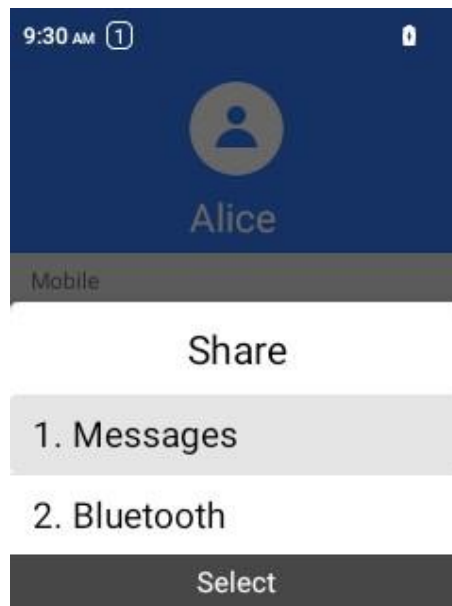 9:30 AM 1
Alice
Mobile
Share
1. Messages
2. Bluetooth
Select